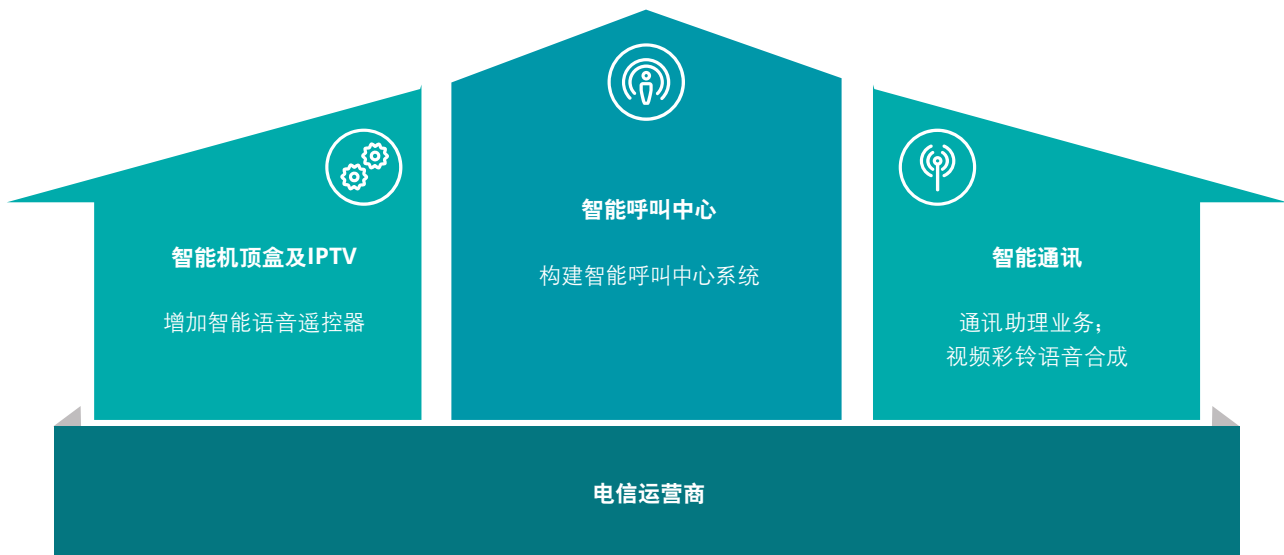 智能机顶盒及IPTV
增加智能语音遥控器
智能呼叫中心
构建智能呼叫中心系统
智能通讯
通讯助理业务;
视频彩铃语音合成
电信运营商